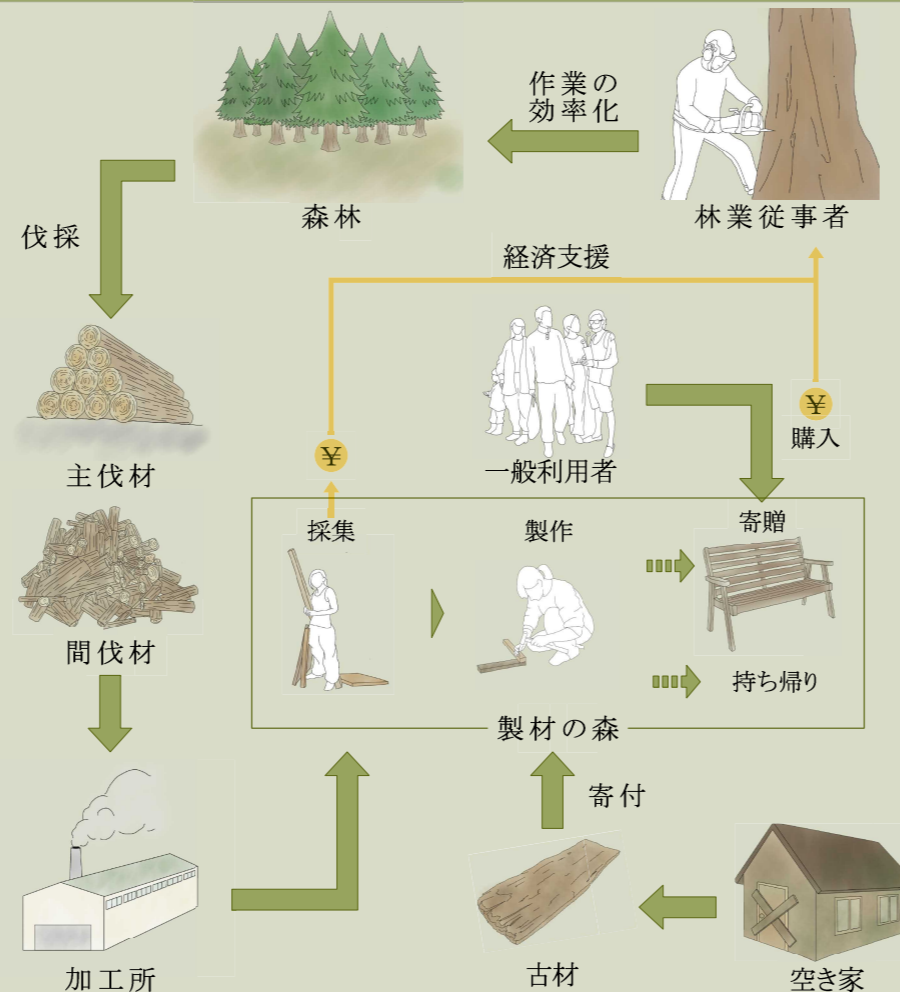 作業の
効率化
森林
林業従事者
伐採
経済支援
¥
購入
一般利用者
¥
主伐材
採集
製作
寄贈
間伐材
持ち帰り
製材の森
寄付
加工所
古材
空き家